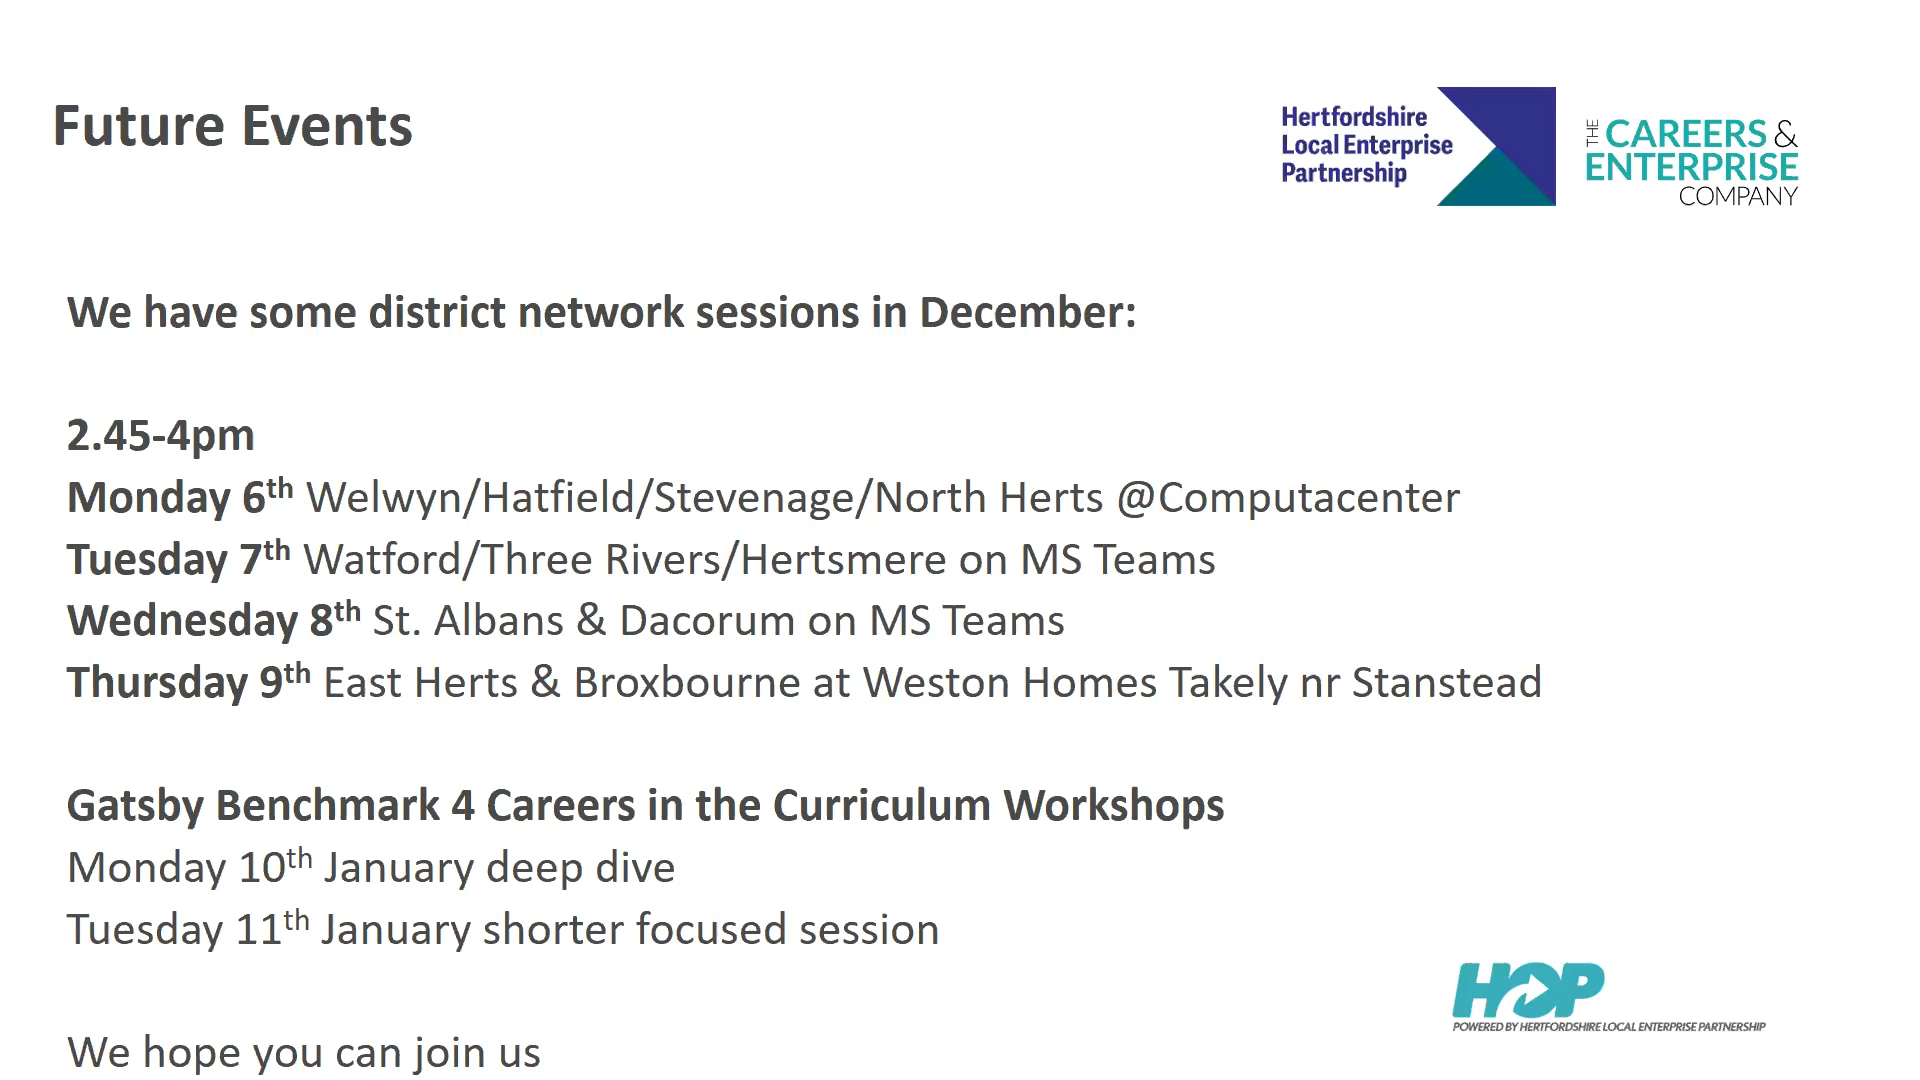 Future Events
Hertfordshire
Local Enterprise
Partnership
THE CAREERS &
ENTERPRISE
COMPANY
We have some district network sessions in December:
2.45-4pm
Monday 6th Welwyn/Hatfield/Stevenage/North Herts @Computacenter
Tuesday 7th Watford/Three Rivers/Hertsmere on MS Teams
Wednesday 8th St. Albans & Dacorum on MS Teams
Thursday 9th East Herts & Broxbourne at Weston Homes Takely nr Stanstead
Gatsby Benchmark 4 Careers in the Curriculum Workshops
Monday 10th January deep dive
Tuesday 11th January shorter focused session
HOP
POWERED BY HERTFORDSHIRE LOCAL ENTERPRISE PARTNERSHIP
We hope you can join us